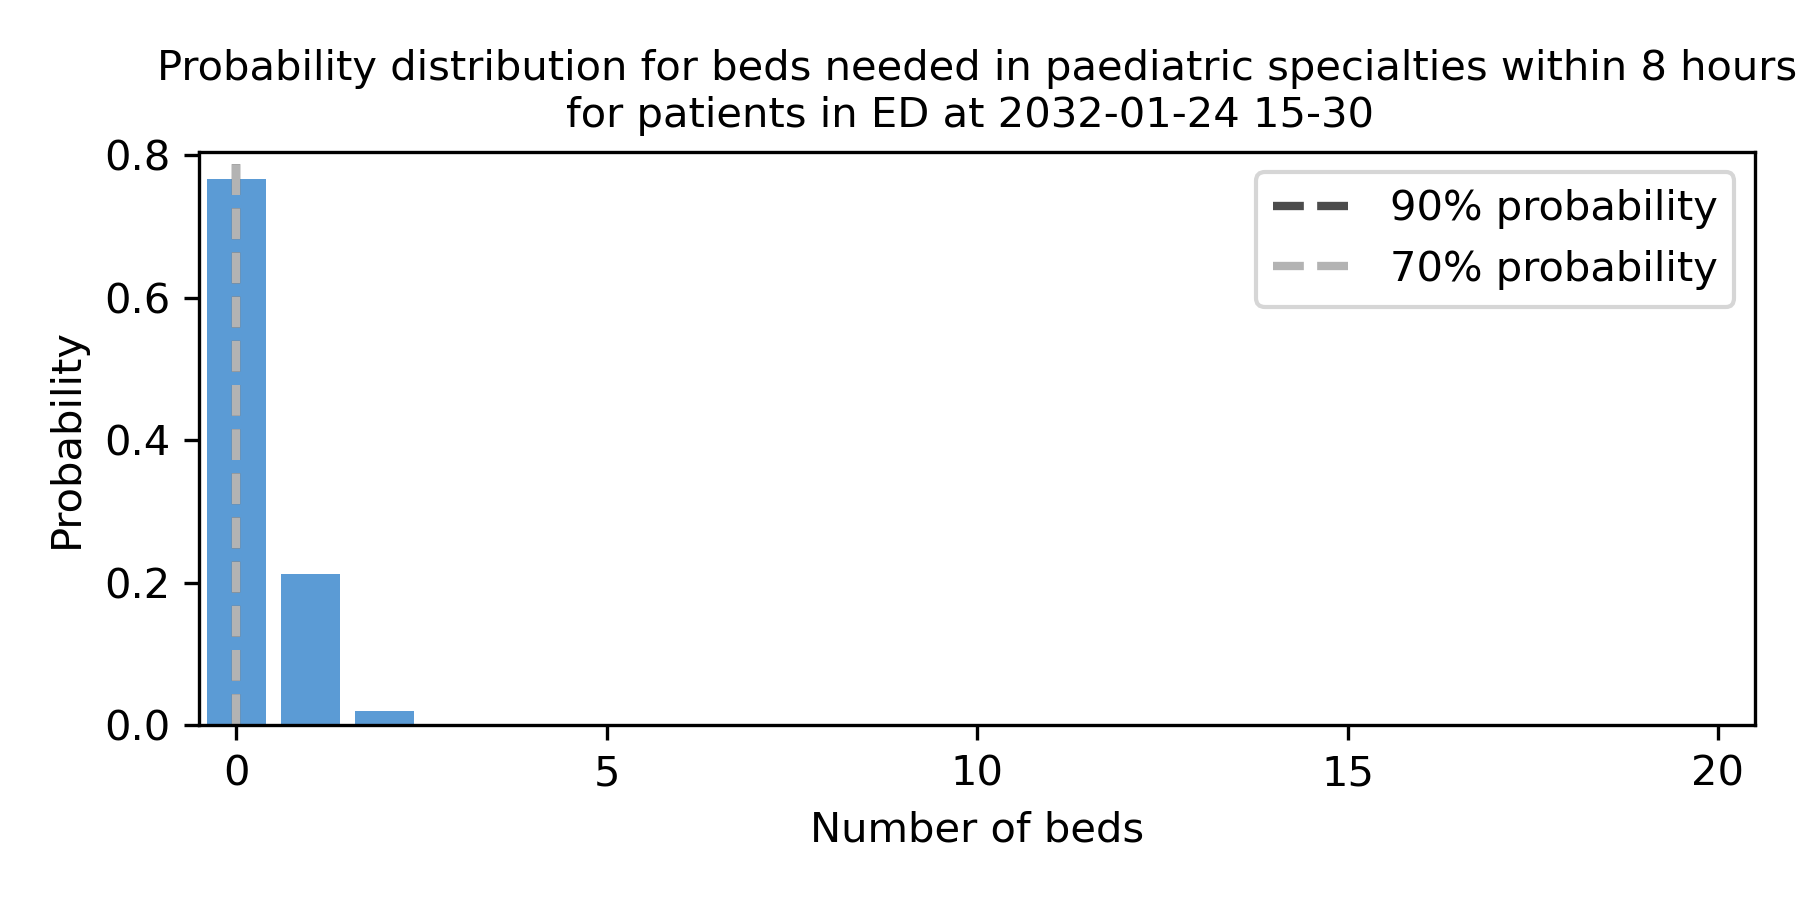 Probability distribution for beds needed in paediatric specialties within 8 hours
for patients in ED at 2032-01-24 15-30
90% probability
70% probability
Probability
0.8
0.6
0.4
0.2
0.0
0 5 10 15 20
Number of beds